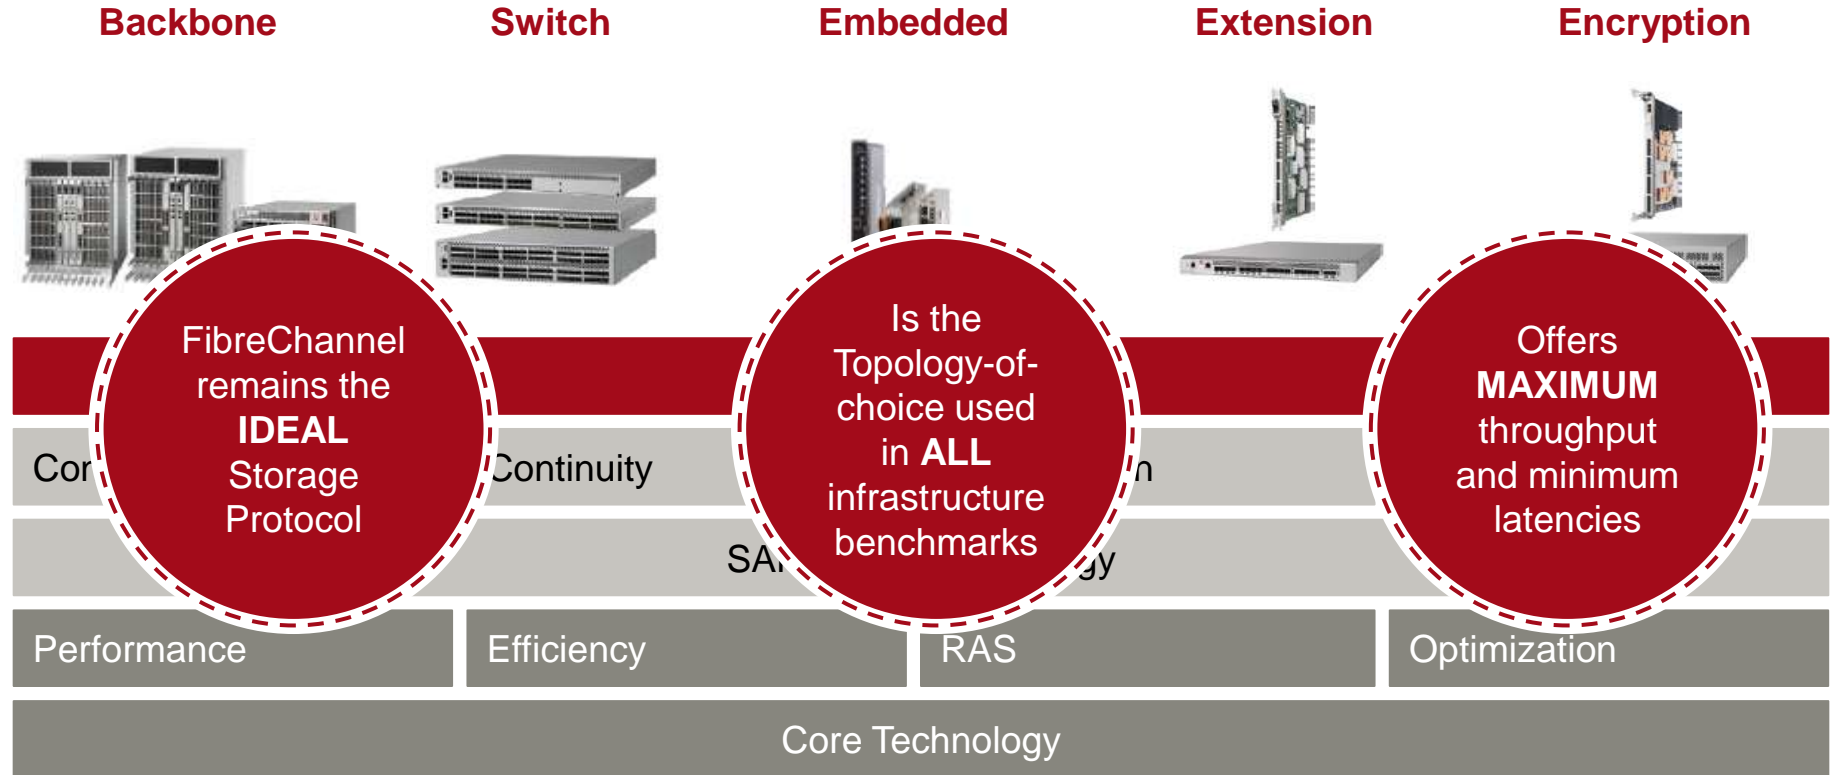 Backbone
Switch
Embedded
Extension
Encryption
FibreChannel
remains the
IDEAL
Storage
Protocol
Is the
Topology-of-
choice used
in ALL
infrastructure
benchmarks
Offers
MAXIMUM
throughput
and minimum
latencies
Continuity
Performance
Efficiency
RAS
Optimization
Core Technology